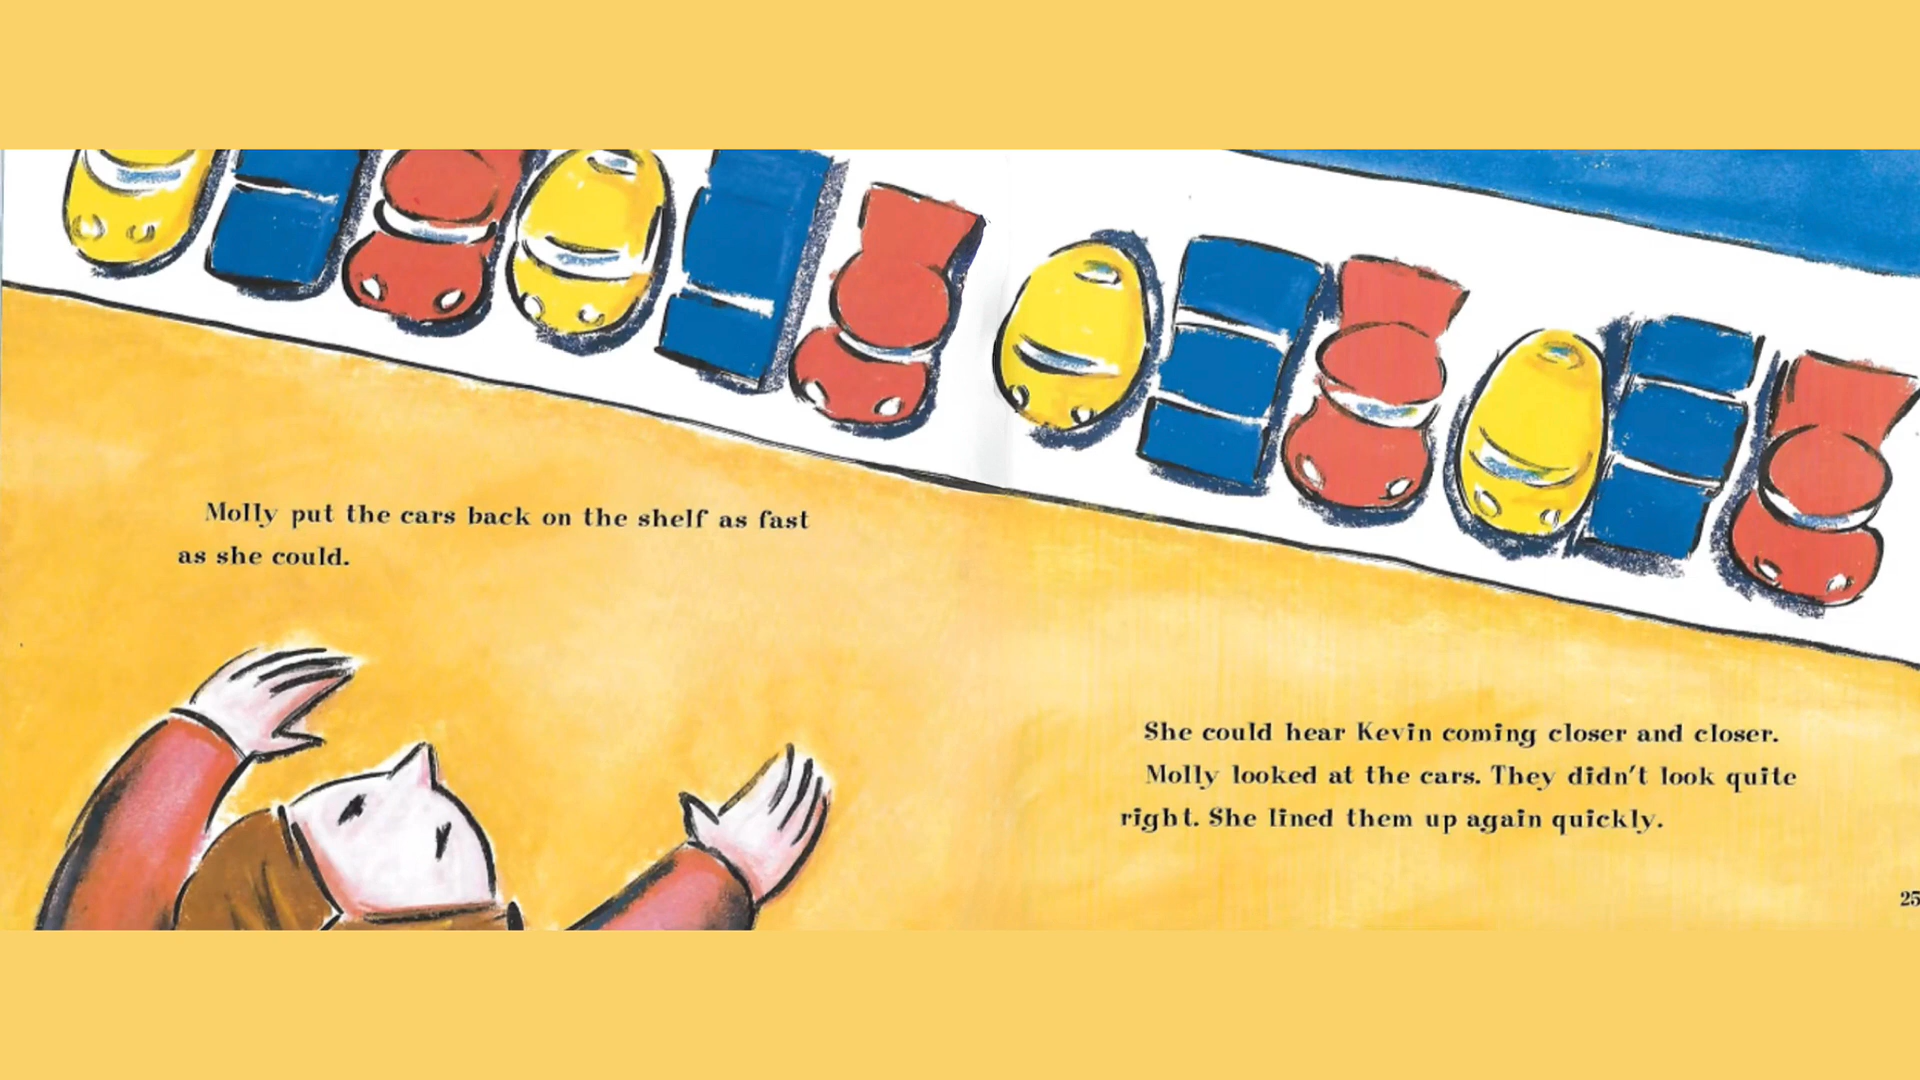 Molly put the cars back on the shelf as fast
as she could.
She could hear Kevin coming closer and closer.
Molly looked at the cars. They didn't look quite
right. She lined them up again quickly.
25